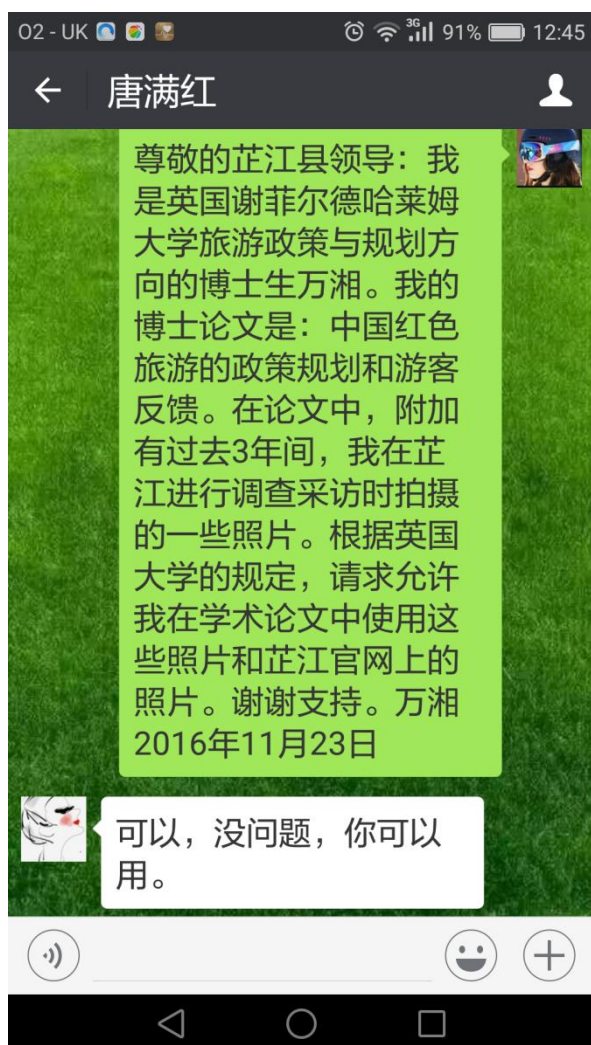 O2 - UK 3G 91% 12:45
唐满红
尊敬的芷江县领导：我
是英国谢菲尔德哈莱姆
大学旅游政策与规划方
向的博士生万湘。我的
博士论文是：中国红色
旅游的政策规划和游客
反馈。在论文中，附加
有过去3年间，我在芷
江进行调查采访时拍摄
的一些照片。根据英国
大学的规定，请求允许
我在学术论文中使用这
些照片和芷江官网上的
照片。谢谢支持。万湘
2016年11月23日
可以，没问题，你可以
用。